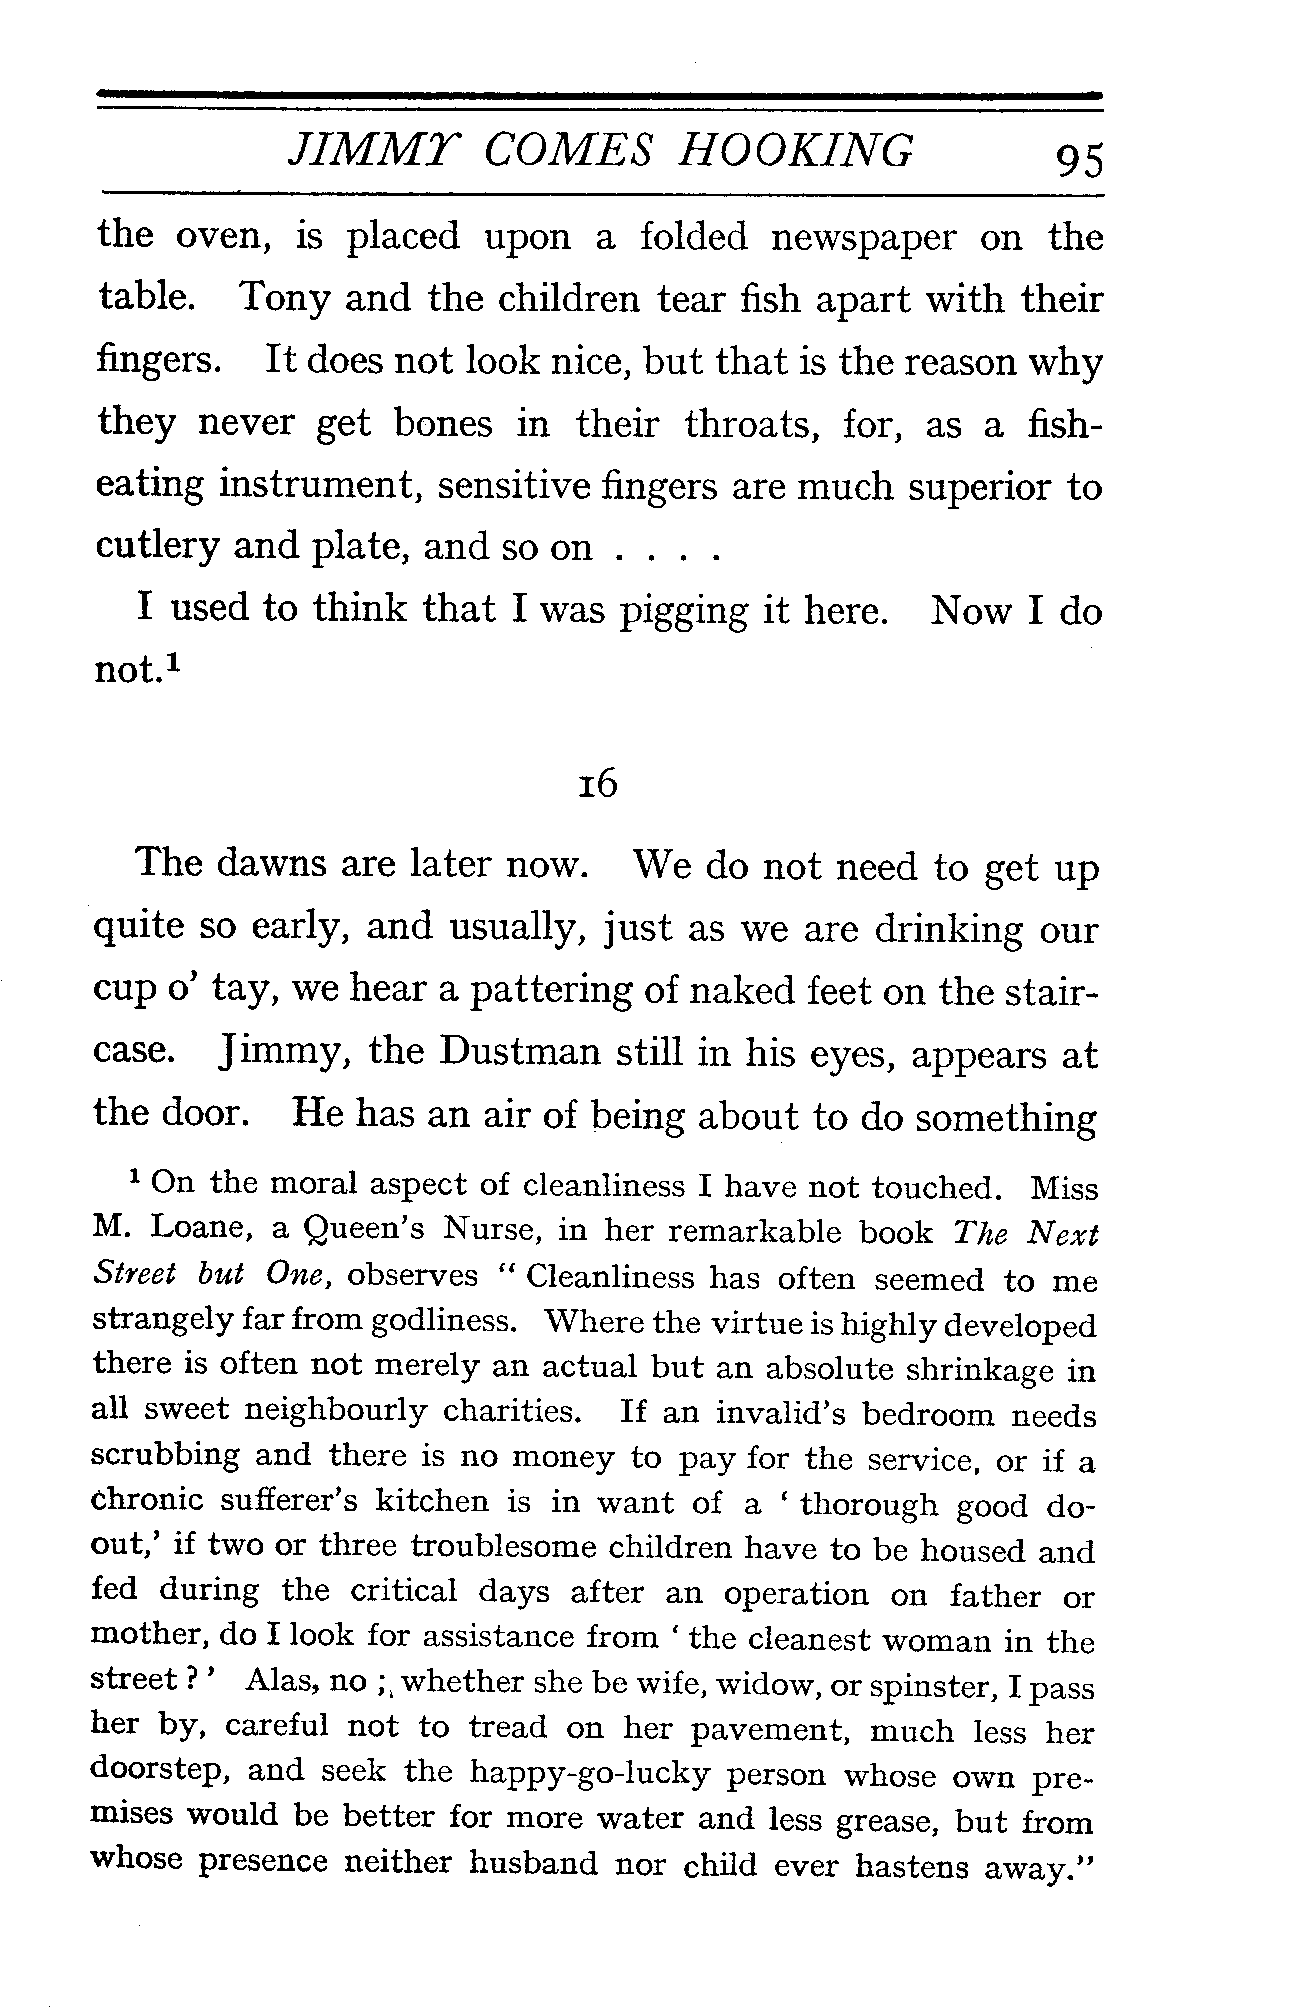 JIMMY COMES HOOKING 95
the oven, is placed upon a folded newspaper on the
table. Tony and the children tear fish apart with their
fingers. It does not look nice, but that is the reason why
they never get bones in their throats, for, as a fish-
eating instrument, sensitive fingers are much superior to
cutlery and plate, and so on . . . .
I used to think that I was pigging it here. Now I do
not.¹
16
The dawns are later now. We do not need to get up
quite so early, and usually, just as we are drinking our
cup o' tay, we hear a pattering of naked feet on the stair-
case. Jimmy, the Dustman still in his eyes, appears at
the door. He has an air of being about to do something
¹ On the moral aspect of cleanliness I have not touched. Miss
M. Loane, a Queen's Nurse, in her remarkable book The Next
Street but One, observes " Cleanliness has often seemed to me
strangely far from godliness. Where the virtue is highly developed
there is often not merely an actual but an absolute shrinkage in
all sweet neighbourly charities. If an invalid's bedroom needs
scrubbing and there is no money to pay for the service, or if a
chronic sufferer's kitchen is in want of a ' thorough good do-
out,' if two or three troublesome children have to be housed and
fed during the critical days after an operation on father or
mother, do I look for assistance from ' the cleanest woman in the
street ? ' Alas, no ; whether she be wife, widow, or spinster, I pass
her by, careful not to tread on her pavement, much less her
doorstep, and seek the happy-go-lucky person whose own pre-
mises would be better for more water and less grease, but from
whose presence neither husband nor child ever hastens away."